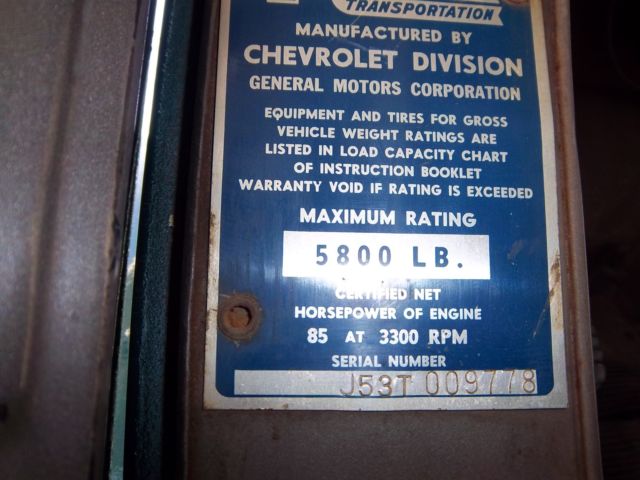 TRANSPORTATION
MANUFACTURED BY
CHEVROLET DIVISION
GENERAL MOTORS CORPORATION
EQUIPMENT AND TIRES FOR GROSS
VEHICLE WEIGHT RATINGS ARE
LISTED IN LOAD CAPACITY CHART
OF INSTRUCTION BOOKLET
WARRANTY VOID IF RATING IS EXCEEDED
MAXIMUM RATING
5800 LB.
CERTIFIED NET
HORSEPOWER OF ENGINE
85 AT 3300 RPM
SERIAL NUMBER
J53T 009778